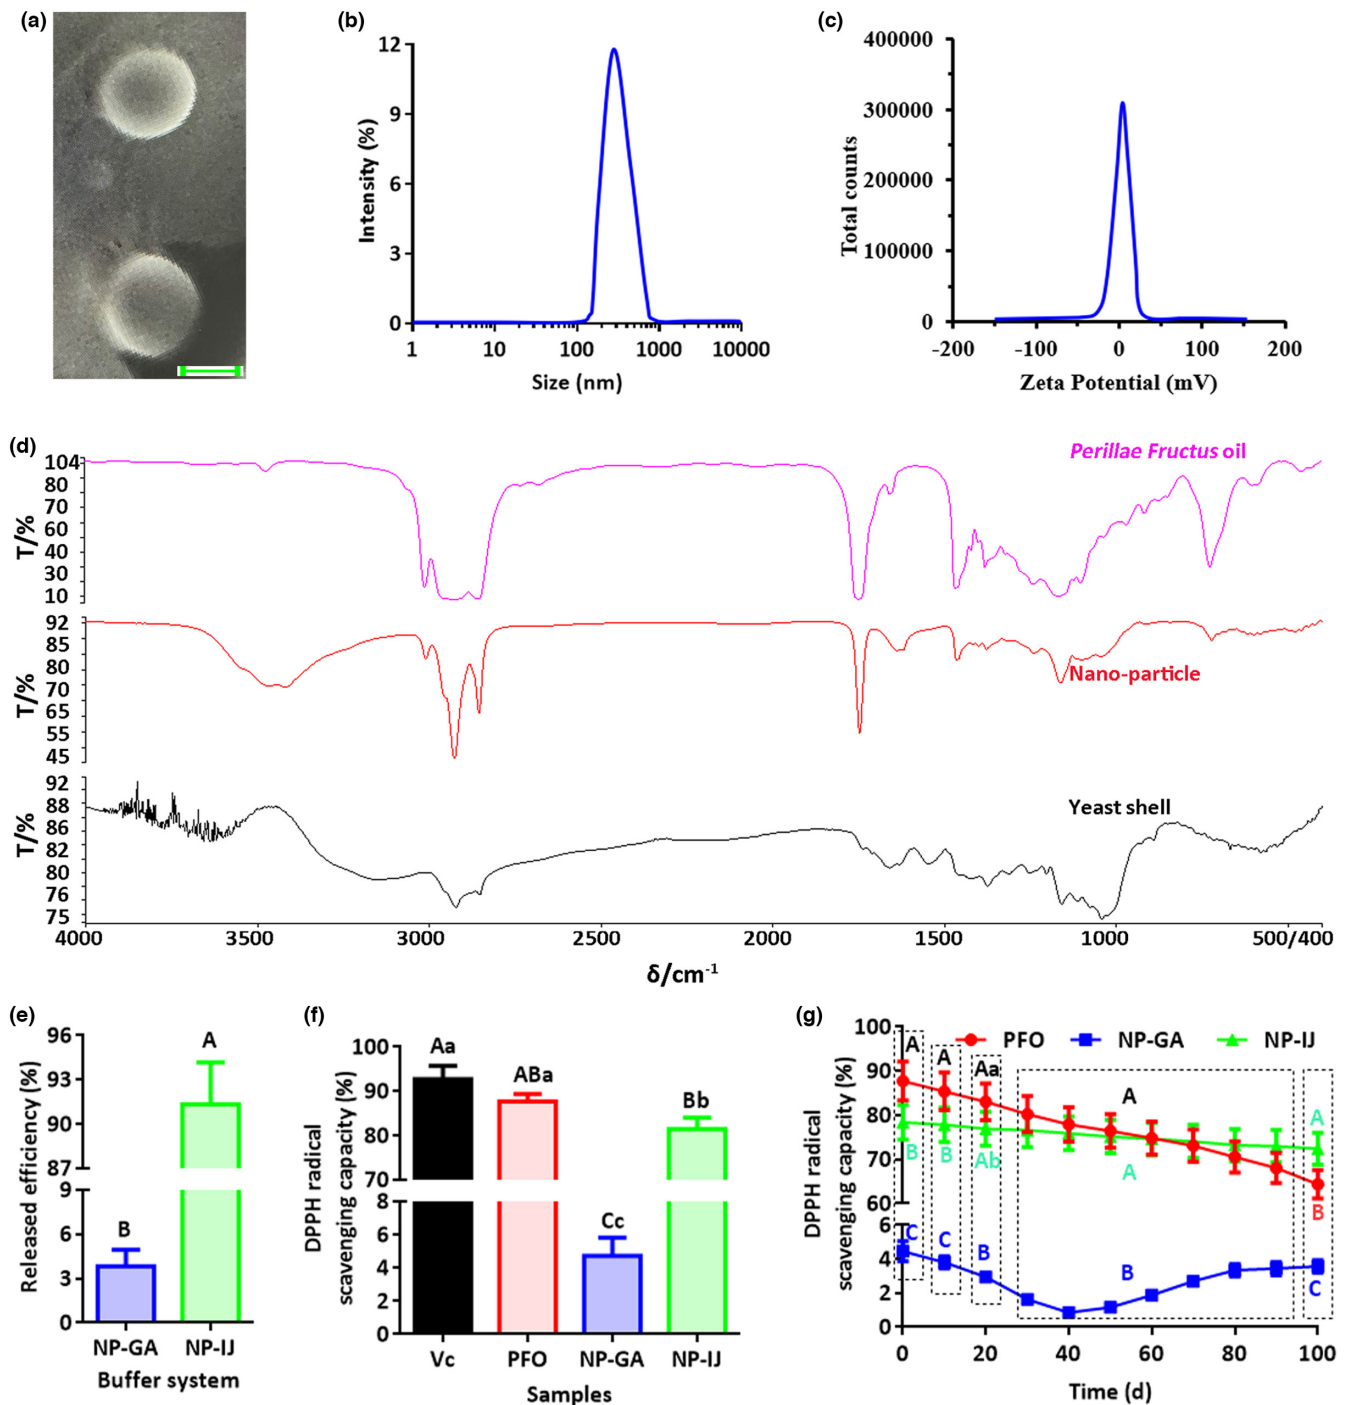 (a)
(b)
12
9
6
3
0
Intensity (%)
1
10
100
1000
10000
Size (nm)
(c)
400000
300000
200000
100000
0
Total counts
-200
-100
0
100
200
Zeta Potential (mV)
(d)
104
80
70
60
40
30
10
T/%
Perillae Fructus oil
92
85
80
70
65
55
45
T/%
Nano-particle
92
88
86
82
80
76
75
T/%
Yeast shell
4000
3500
3000
2500
2000
1500
1000
500/400
δ/cm-1
(e)
96
93
90
87
9
6
3
0
Released efficiency (%)
B
A
NP-GA
NP-IJ
Buffer system
(f)
100
90
80
70
8
6
4
2
0
DPPH radical
scavenging capacity (%)
Aa
ABa
Cc
Bb
Vc
PFO
NP-GA
NP-IJ
Samples
(g)
100
90
80
70
60
6
4
2
0
DPPH radical
scavenging capacity (%)
PFO
NP-GA
NP-IJ
A
A
Aa
A
A
B
B
Ab
A
B
C
C
B
B
C
0
20
40
60
80
100
Time (d)